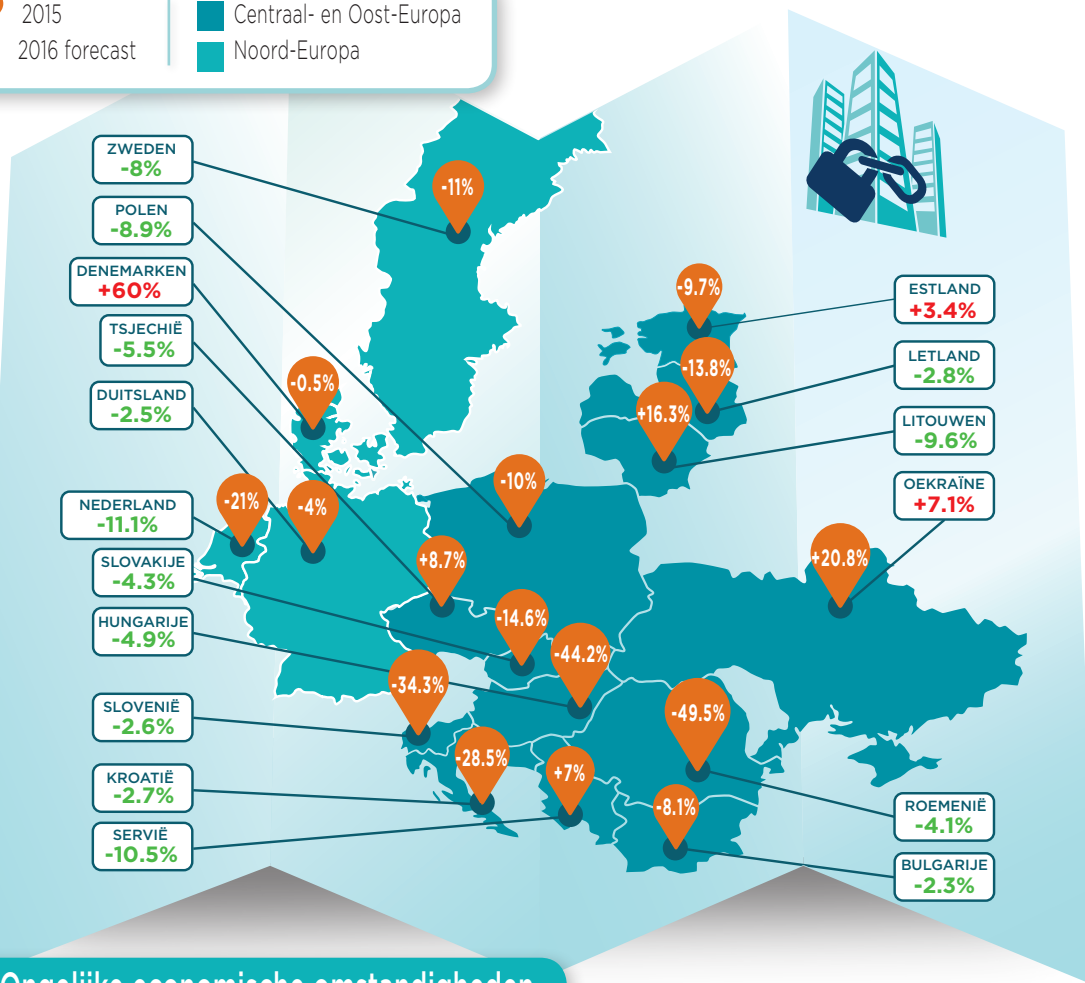 2015
2016 forecast
Centraal- en Oost-Europa
Noord-Europa
ZWEDEN
-8%
POLEN
-8.9%
DENEMARKEN
+60%
TSJECHIË
-5.5%
DUITSLAND
-2.5%
NEDERLAND
-11.1%
SLOVAKIJE
-4.3%
HUNGARIJE
-4.9%
SLOVENIË
-2.6%
KROATIË
-2.7%
SERVIË
-10.5%
-11%
-0.5%
-21%
-4%
-10%
+8.7%
-14.6%
-44.2%
-34.3%
-28.5%
+7%
-49.5%
-8.1%
-9.7%
-13.8%
+16.3%
+20.8%
ESTLAND
+3.4%
LETLAND
-2.8%
LITOUWEN
-9.6%
OEKRAÏNE
+7.1%
ROEMENIË
-4.1%
BULGARIJE
-2.3%
Ongelijke economische omstandigheden